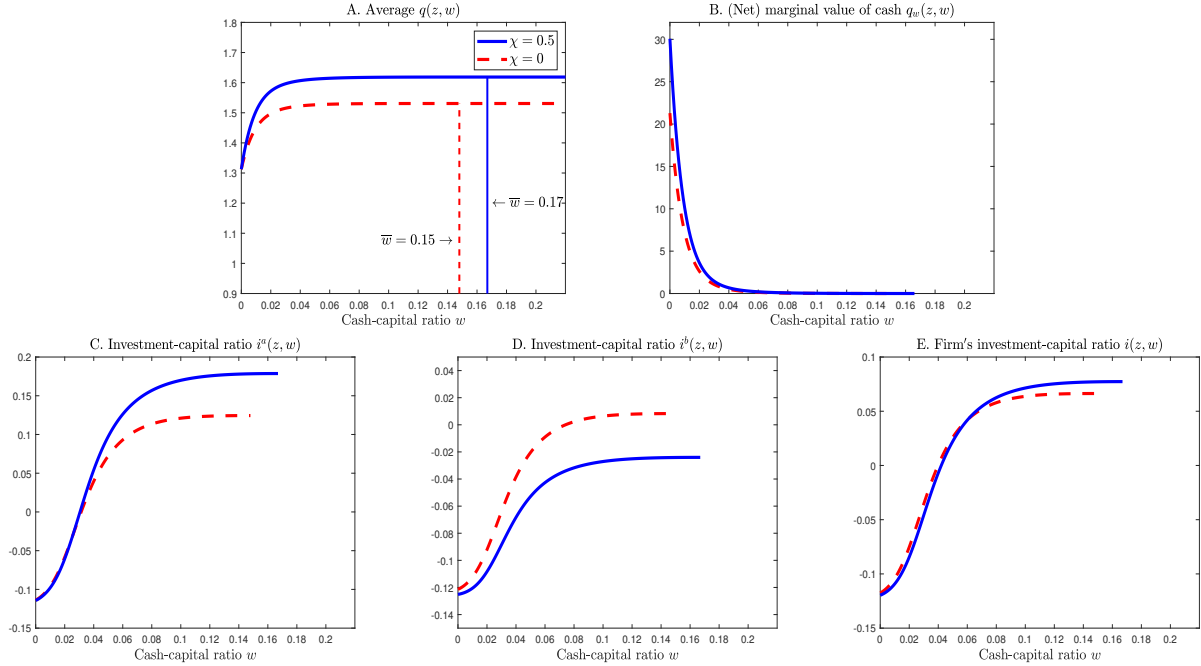 A. Average q(z, w)
1.8
1.7
1.6
1.5
1.4
1.3
1.2
1.1
1
0.9
χ = 0.5
χ = 0
← w̅ = 0.17
w̅ = 0.15 →
0 0.02 0.04 0.06 0.08 0.1 0.12 0.14 0.16 0.18 0.2
Cash-capital ratio w
B. (Net) marginal value of cash q_w(z, w)
30
25
20
15
10
5
0
0 0.02 0.04 0.06 0.08 0.1 0.12 0.14 0.16 0.18 0.2
Cash-capital ratio w
C. Investment-capital ratio i^a(z, w)
0.2
0.15
0.1
0.05
0
-0.05
-0.1
-0.15
0 0.02 0.04 0.06 0.08 0.1 0.12 0.14 0.16 0.18 0.2
Cash-capital ratio w
D. Investment-capital ratio i^b(z, w)
0.04
0.02
0
-0.02
-0.04
-0.06
-0.08
-0.1
-0.12
-0.14
0 0.02 0.04 0.06 0.08 0.1 0.12 0.14 0.16 0.18 0.2
Cash-capital ratio w
E. Firm's investment-capital ratio i(z, w)
0.1
0.05
0
-0.05
-0.1
-0.15
0 0.02 0.04 0.06 0.08 0.1 0.12 0.14 0.16 0.18 0.2
Cash-capital ratio w